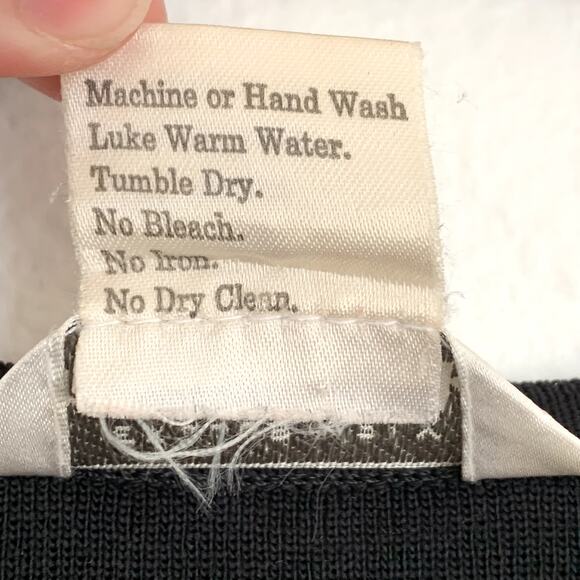 Machine or Hand Wash
Luke Warm Water.
Tumble Dry.
No Bleach.
No Iron.
No Dry Clean.